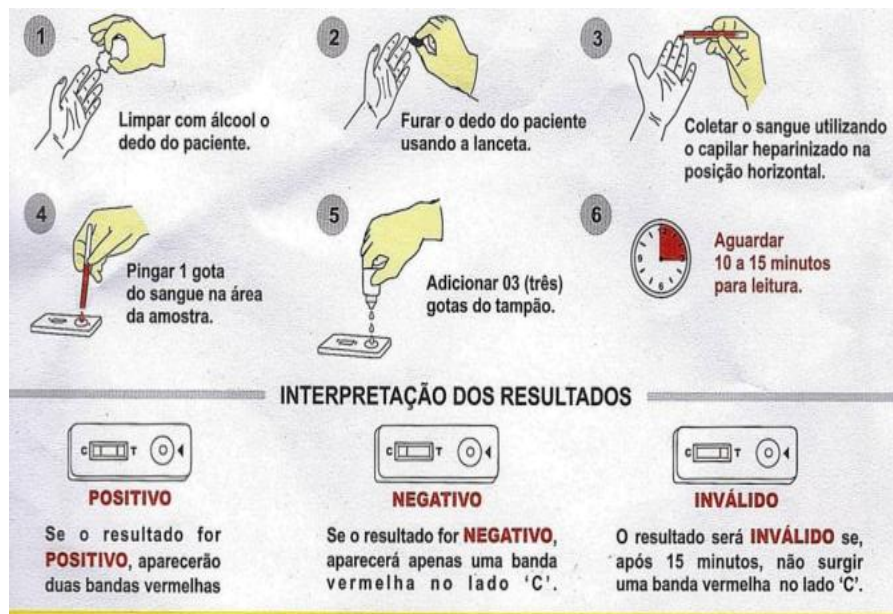 1
Limpar com álcool o
dedo do paciente.
2
Furar o dedo do paciente
usando a lanceta.
3
Coletar o sangue utilizando
o capilar heparinizado na
posição horizontal.
4
Pingar 1 gota
do sangue na área
da amostra.
5
Adicionar 03 (três)
gotas do tampão.
6
Aguardar
10 a 15 minutos
para leitura.
INTERPRETAÇÃO DOS RESULTADOS
C T
POSITIVO
Se o resultado for
POSITIVO, aparecerão
duas bandas vermelhas
C T
NEGATIVO
Se o resultado for NEGATIVO,
aparecerá apenas uma banda
vermelha no lado ‘C’.
C T
INVÁLIDO
O resultado será INVÁLIDO se,
após 15 minutos, não surgir
uma banda vermelha no lado ‘C’.